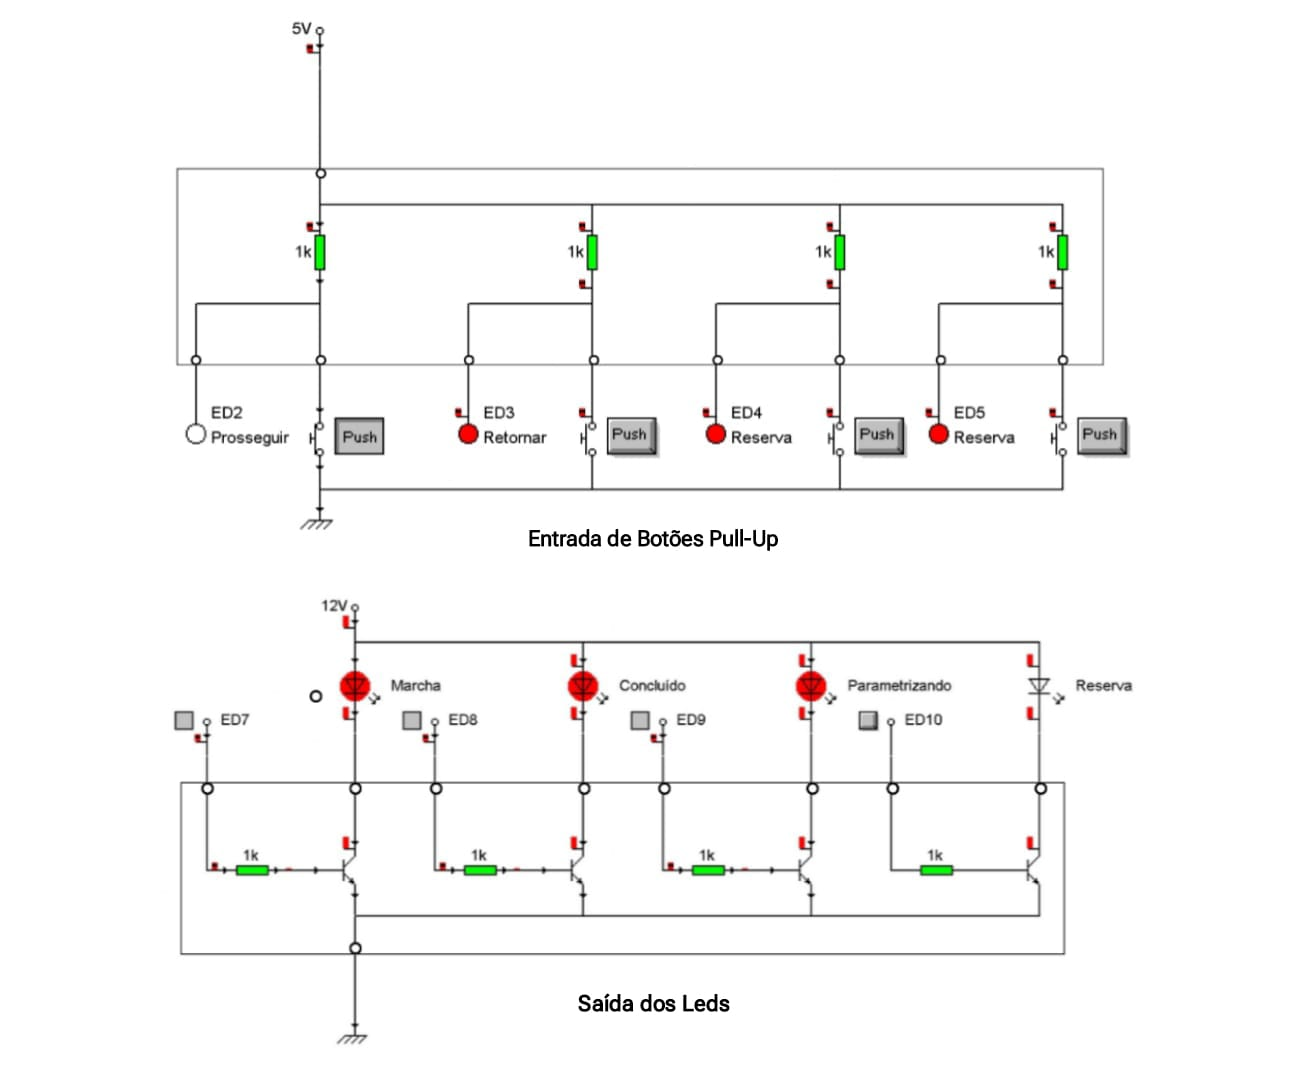 5V
1k
1k
1k
1k
ED2
Prosseguir
Push
ED3
Retornar
Push
ED4
Reserva
Push
ED5
Reserva
Push
Entrada de Botões Pull-Up
12V
Marcha
Concluído
Parametrizando
Reserva
ED7
ED8
ED9
ED10
1k
1k
1k
1k
Saída dos Leds